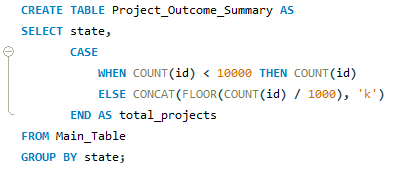 CREATE TABLE Project_Outcome_Summary AS
SELECT state,
CASE
WHEN COUNT(id) < 10000 THEN COUNT(id)
ELSE CONCAT(FLOOR(COUNT(id) / 1000), 'k')
END AS total_projects
FROM Main_Table
GROUP BY state;